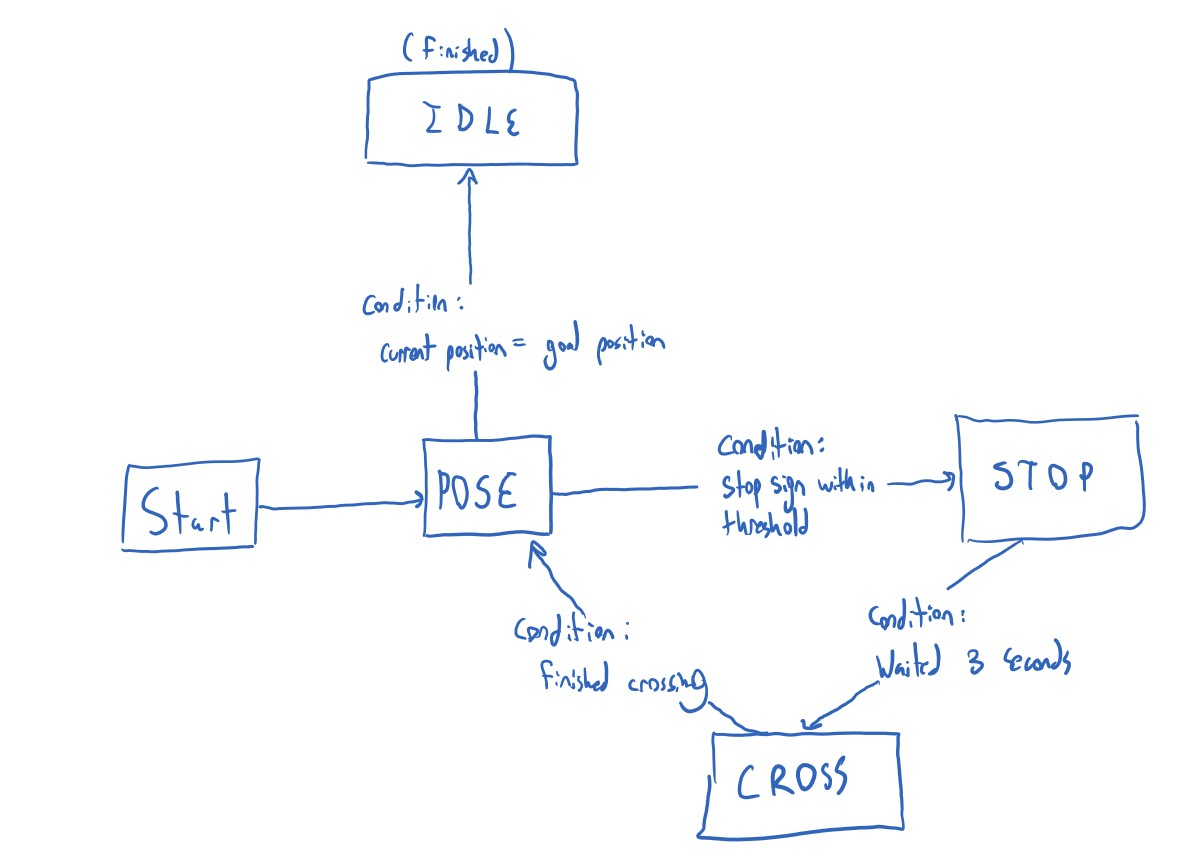 (finished)
IDLE
Condition:
current position = goal position
Start
POSE
Condition:
Stop sign within
threshold
STOP
Condition:
Waited 3 seconds
Condition:
finished crossing
CROSS